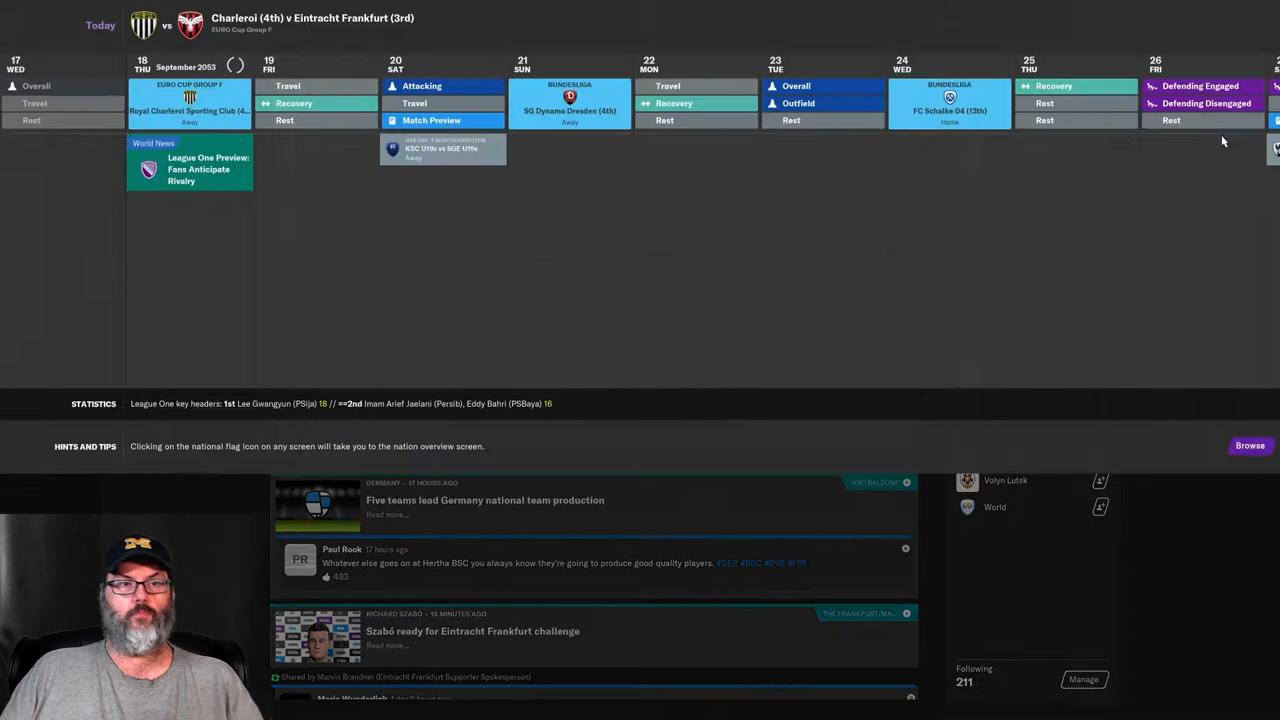 Today
vs
Charleroi (4th) v Eintracht Frankfurt (3rd)
EURO Cup Group F
17
WED
Overall
Travel
Rest
18
THU
September 2053
EURO CUP GROUP F
Royal Charleroi Sporting Club (4...
Away
World News
League One Preview:
Fans Anticipate
Rivalry
19
FRI
Travel
Recovery
Rest
20
SAT
Attacking
Travel
Match Preview
KSC U19s vs SGE U19s
Away
21
SUN
BUNDESLIGA
SG Dynamo Dresden (4th)
Away
22
MON
Travel
Recovery
Rest
23
TUE
Overall
Outfield
Rest
24
WED
BUNDESLIGA
FC Schalke 04 (13th)
Home
25
THU
Recovery
Rest
Rest
26
FRI
Defending Engaged
Defending Disengaged
Rest
STATISTICS
League One key headers: 1st Lee Gwangyun (PSija) 18 // ==2nd Imam Arief Jaelani (Persib), Eddy Bahri (PSBaya) 16
HINTS AND TIPS
Clicking on the national flag icon on any screen will take you to the nation overview screen.
Browse
GERMANY - 17 HOURS AGO
VOETBALZONE
Five teams lead Germany national team production
Read more...
PR
Paul Rook 17 hours ago
Whatever else goes on at Hertha BSC you always know they're going to produce good quality players. #GER #BSC #BVB #F95
483
RICHÁRD SZABÓ - 15 MINUTES AGO
THE FRANKFURT/MA...
Szabó ready for Eintracht Frankfurt challenge
Read more...
Shared by Marvin Brandner (Eintracht Frankfurt Supporter Spokesperson)
Volyn Lutsk
World
Following
211
Manage